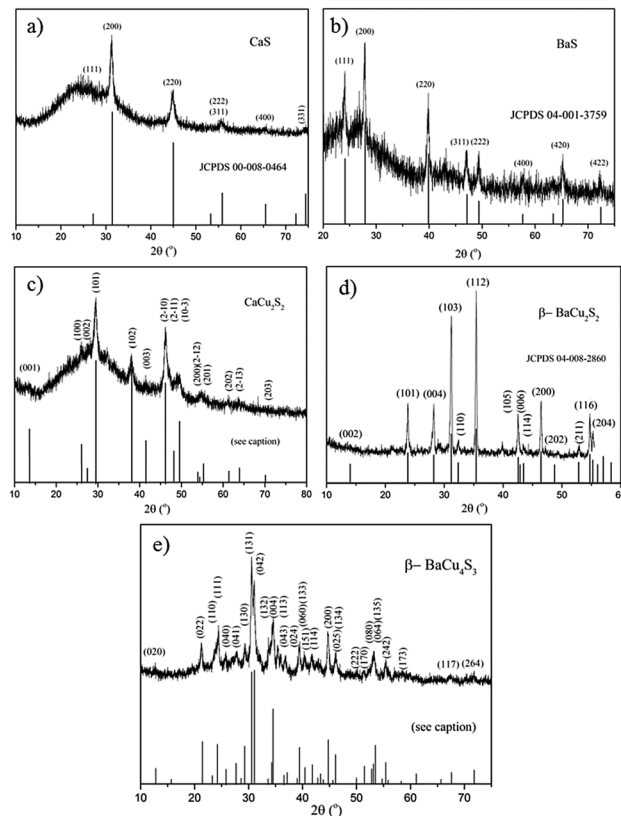 a)
CaS
(200)
(111)
(220)
(222)
(311)
(400)
(331)
JCPDS 00-008-0464
10 20 30 40 50 60 70
2θ (°)
b)
BaS
(200)
(111)
(220)
JCPDS 04-001-3759
(311)
(222)
(400)
(420)
(422)
20 30 40 50 60 70
2θ (°)
c)
CaCu₂S₂
(001)
(100)
(002)
(101)
(102)
(003)
(2-10)
(2-11)
(10-3)
(200)(2-12)
(201)
(202)
(2-13)
(203)
(see caption)
10 20 30 40 50 60 70 80
2θ (°)
d)
β– BaCu₂S₂
JCPDS 04-008-2860
(002)
(101)
(004)
(103)
(110)
(112)
(105)
(006)
(114)
(200)
(202)
(211)
(116)
(204)
10 20 30 40 50 60
2θ (°)
e)
β– BaCu₄S₃
(020)
(022)
(110)
(111)
(040)
(041)
(130)
(131)
(042)
(132)
(004)
(113)
(043)
(024)
(060)(133)
(151)
(114)
(200)
(025)(134)
(222)
(170)
(080)
(064)(135)
(242)
(173)
(117)
(264)
(see caption)
10 20 30 40 50 60 70
2θ (°)